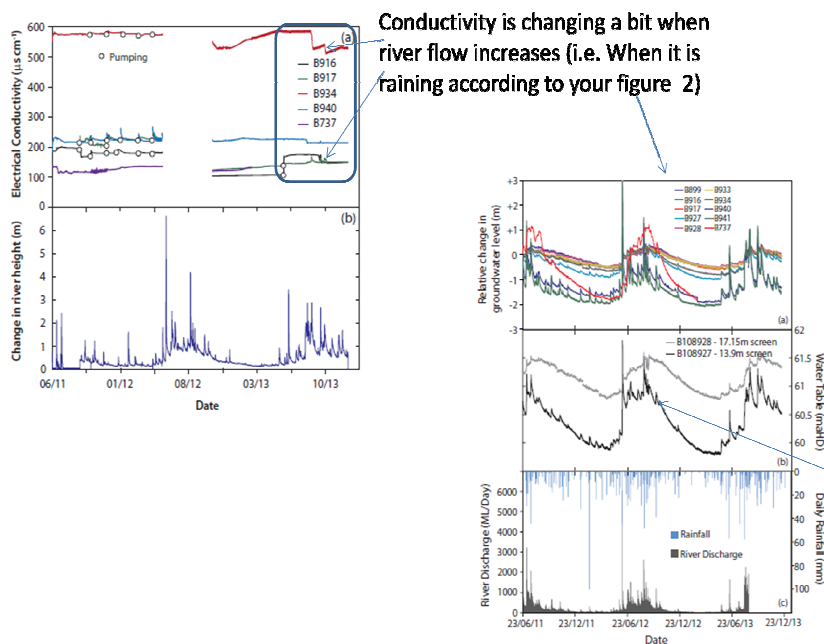 Conductivity is changing a bit when
river flow increases (i.e. When it is
raining according to your figure 2)
Electrical Conductivity (µs cm⁻¹)
600
500
400
300
200
100
0
(a)
Pumping
B916
B917
B934
B940
B737
Change in river height (m)
6
5
4
3
2
1
0
(b)
06/11
01/12
08/12
03/13
10/13
Date
Relative change in
groundwater level (m)
+3
+2
+1
0
-1
-2
-3
B899
B933
B916
B934
B917
B940
B927
B941
B928
B737
(a)
Water Table (maHD)
62
61.5
61
60
0
B108928 - 17.15m screen
B108927 - 13.9m screen
(b)
River Discharge (ML/Day)
6000
5000
4000
3000
2000
1000
0
Daily Rainfall (mm)
20
40
60
80
100
Rainfall
River Discharge
(c)
23/06/11
23/12/11
23/06/12
23/12/12
23/06/13
23/12/13
Date